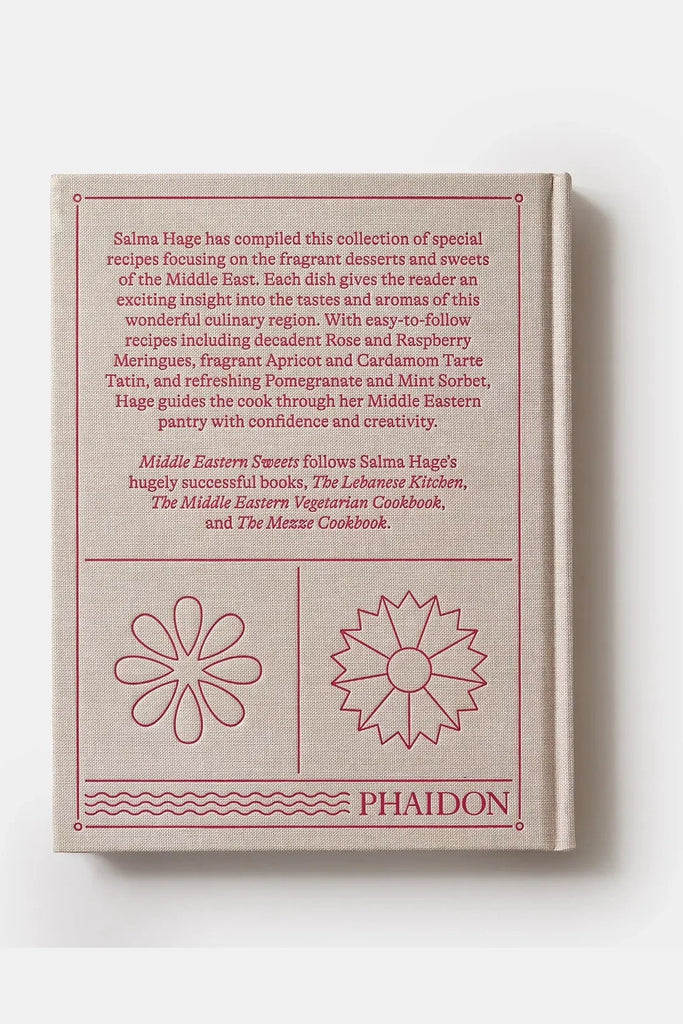 Salma Hage has compiled this collection of special
recipes focusing on the fragrant desserts and sweets
of the Middle East. Each dish gives the reader an
exciting insight into the tastes and aromas of this
wonderful culinary region. With easy-to-follow
recipes including decadent Rose and Raspberry
Meringues, fragrant Apricot and Cardamom Tarte
Tatin, and refreshing Pomegranate and Mint Sorbet,
Hage guides the cook through her Middle Eastern
pantry with confidence and creativity.
Middle Eastern Sweets follows Salma Hage's
hugely successful books, The Lebanese Kitchen,
The Middle Eastern Vegetarian Cookbook,
and The Mezze Cookbook.
PHAIDON